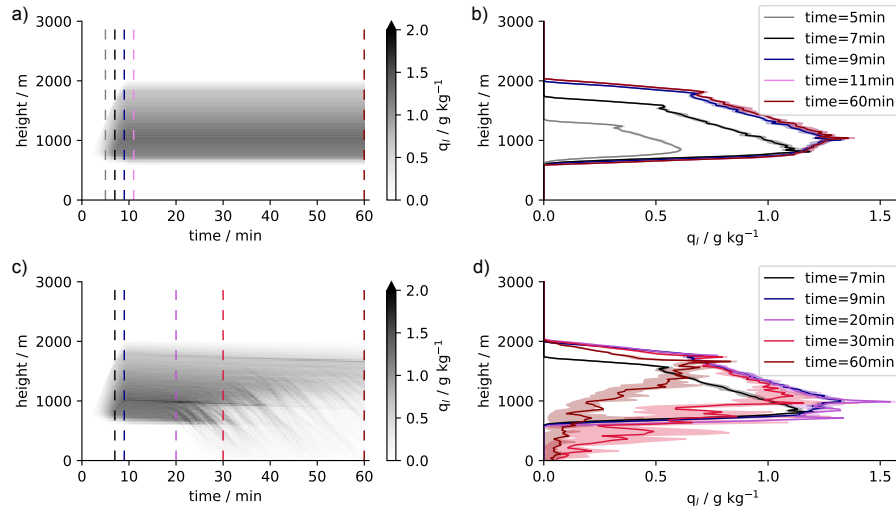 a)
3000
2000
1000
0
height / m
0 10 20 30 40 50 60
time / min
2.0
1.5
1.0
0.5
0.0
q_l / g kg⁻¹
b)
3000
2000
1000
0
height / m
0.0 0.5 1.0 1.5
q_l / g kg⁻¹
time=5min
time=7min
time=9min
time=11min
time=60min
c)
3000
2000
1000
0
height / m
0 10 20 30 40 50 60
time / min
2.0
1.5
1.0
0.5
0.0
q_l / g kg⁻¹
d)
3000
2000
1000
0
height / m
0.0 0.5 1.0 1.5
q_l / g kg⁻¹
time=7min
time=9min
time=20min
time=30min
time=60min